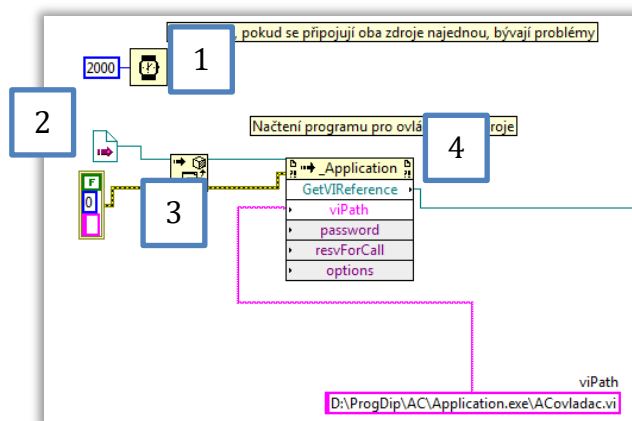 , pokud se připojují oba zdroje najednou, bývají problémy
1
2000
2
Načtení programu pro ovlá
roje
4
_Application
F
0
3
GetVIReference
viPath
password
resvForCall
options
viPath
D:\ProgDip\AC\Application.exe\ACovladac.vi